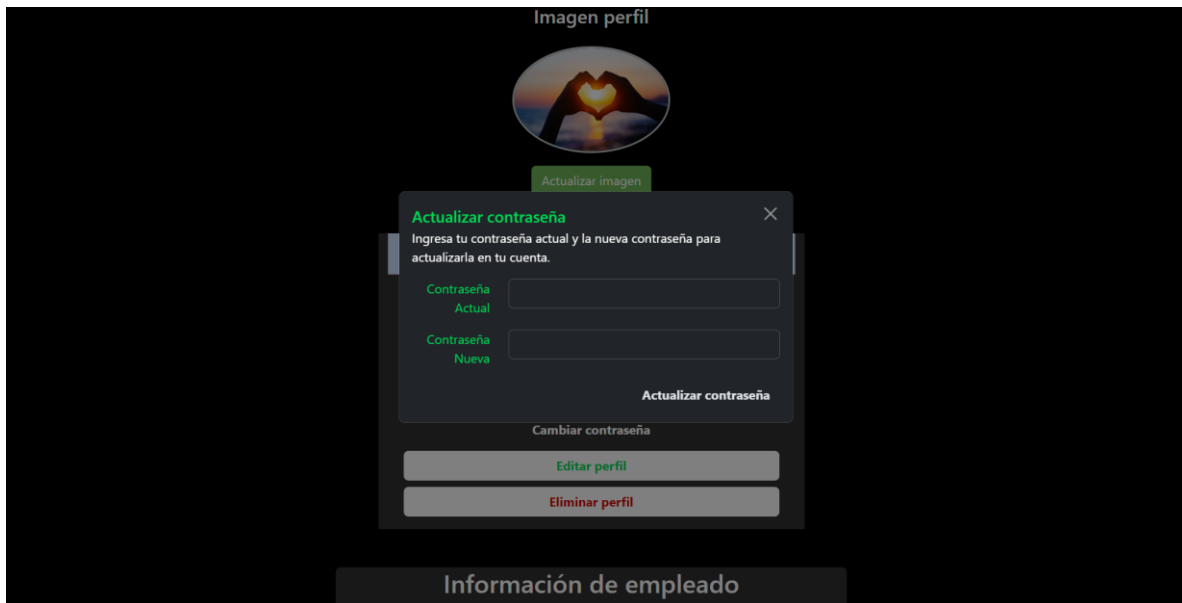 Imagen perfil
Actualizar imagen
Actualizar contraseña
Ingresa tu contraseña actual y la nueva contraseña para
actualizarla en tu cuenta.
Contraseña
Actual
Contraseña
Nueva
Actualizar contraseña
Cambiar contraseña
Editar perfil
Eliminar perfil
Información de empleado